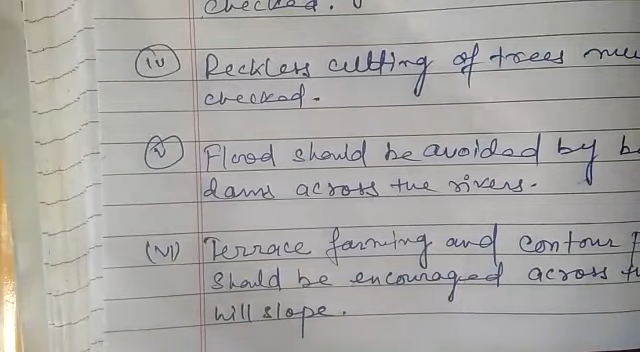 checked.
(iv) Reckless cutting of trees mu
checked.
(v) Flood should be avoided by b
dams across the rivers.
(VI) Terrace farming and contour p
should be encouraged across t
hill slope.